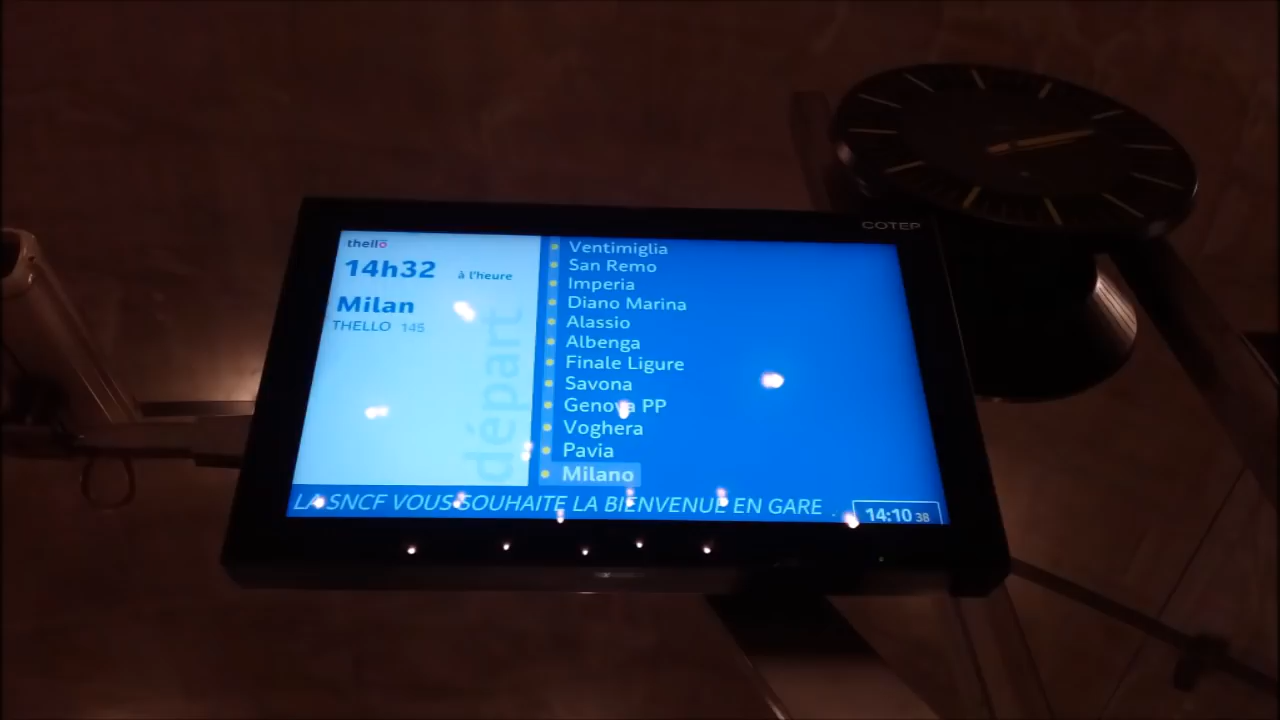 thello
14h32 à l'heure
Milan
THELLO 145
départ
Ventimiglia
San Remo
Imperia
Diano Marina
Alassio
Albenga
Finale Ligure
Savona
Genova PP
Voghera
Pavia
Milano
LA SNCF VOUS SOUHAITE LA BIENVENUE EN GARE .
14:10 38
COTEP